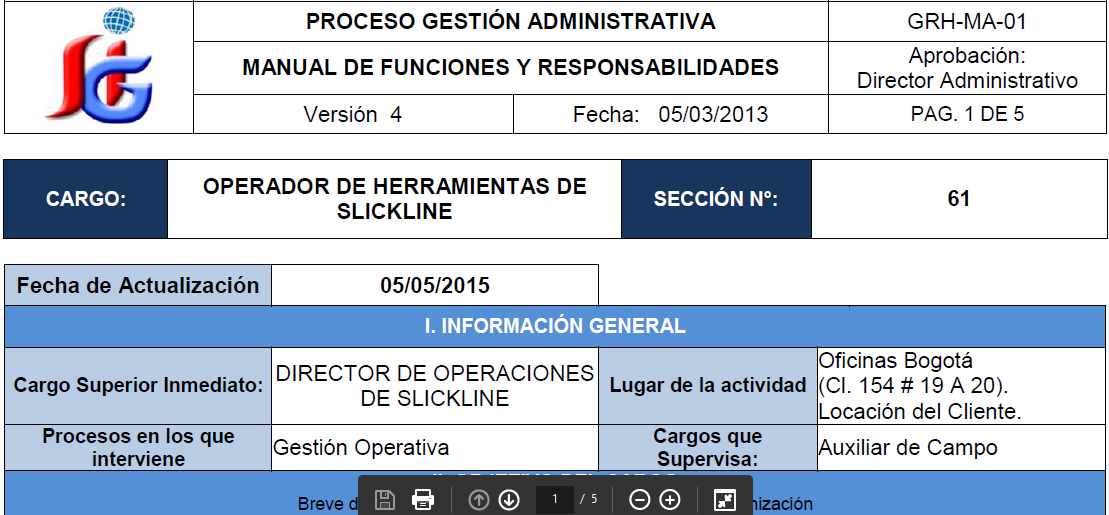 PROCESO GESTIÓN ADMINISTRATIVA
GRH-MA-01
MANUAL DE FUNCIONES Y RESPONSABILIDADES
Aprobación:
Director Administrativo
Versión 4
Fecha: 05/03/2013
PAG. 1 DE 5
CARGO:
OPERADOR DE HERRAMIENTAS DE
SLICKLINE
SECCIÓN N°:
61
Fecha de Actualización
05/05/2015
I. INFORMACIÓN GENERAL
Cargo Superior Inmediato:
DIRECTOR DE OPERACIONES
DE SLICKLINE
Lugar de la actividad
Oficinas Bogotá
(Cl. 154 # 19 A 20).
Locación del Cliente.
Procesos en los que
interviene
Gestión Operativa
Cargos que
Supervisa:
Auxiliar de Campo
Breve
1 / 5